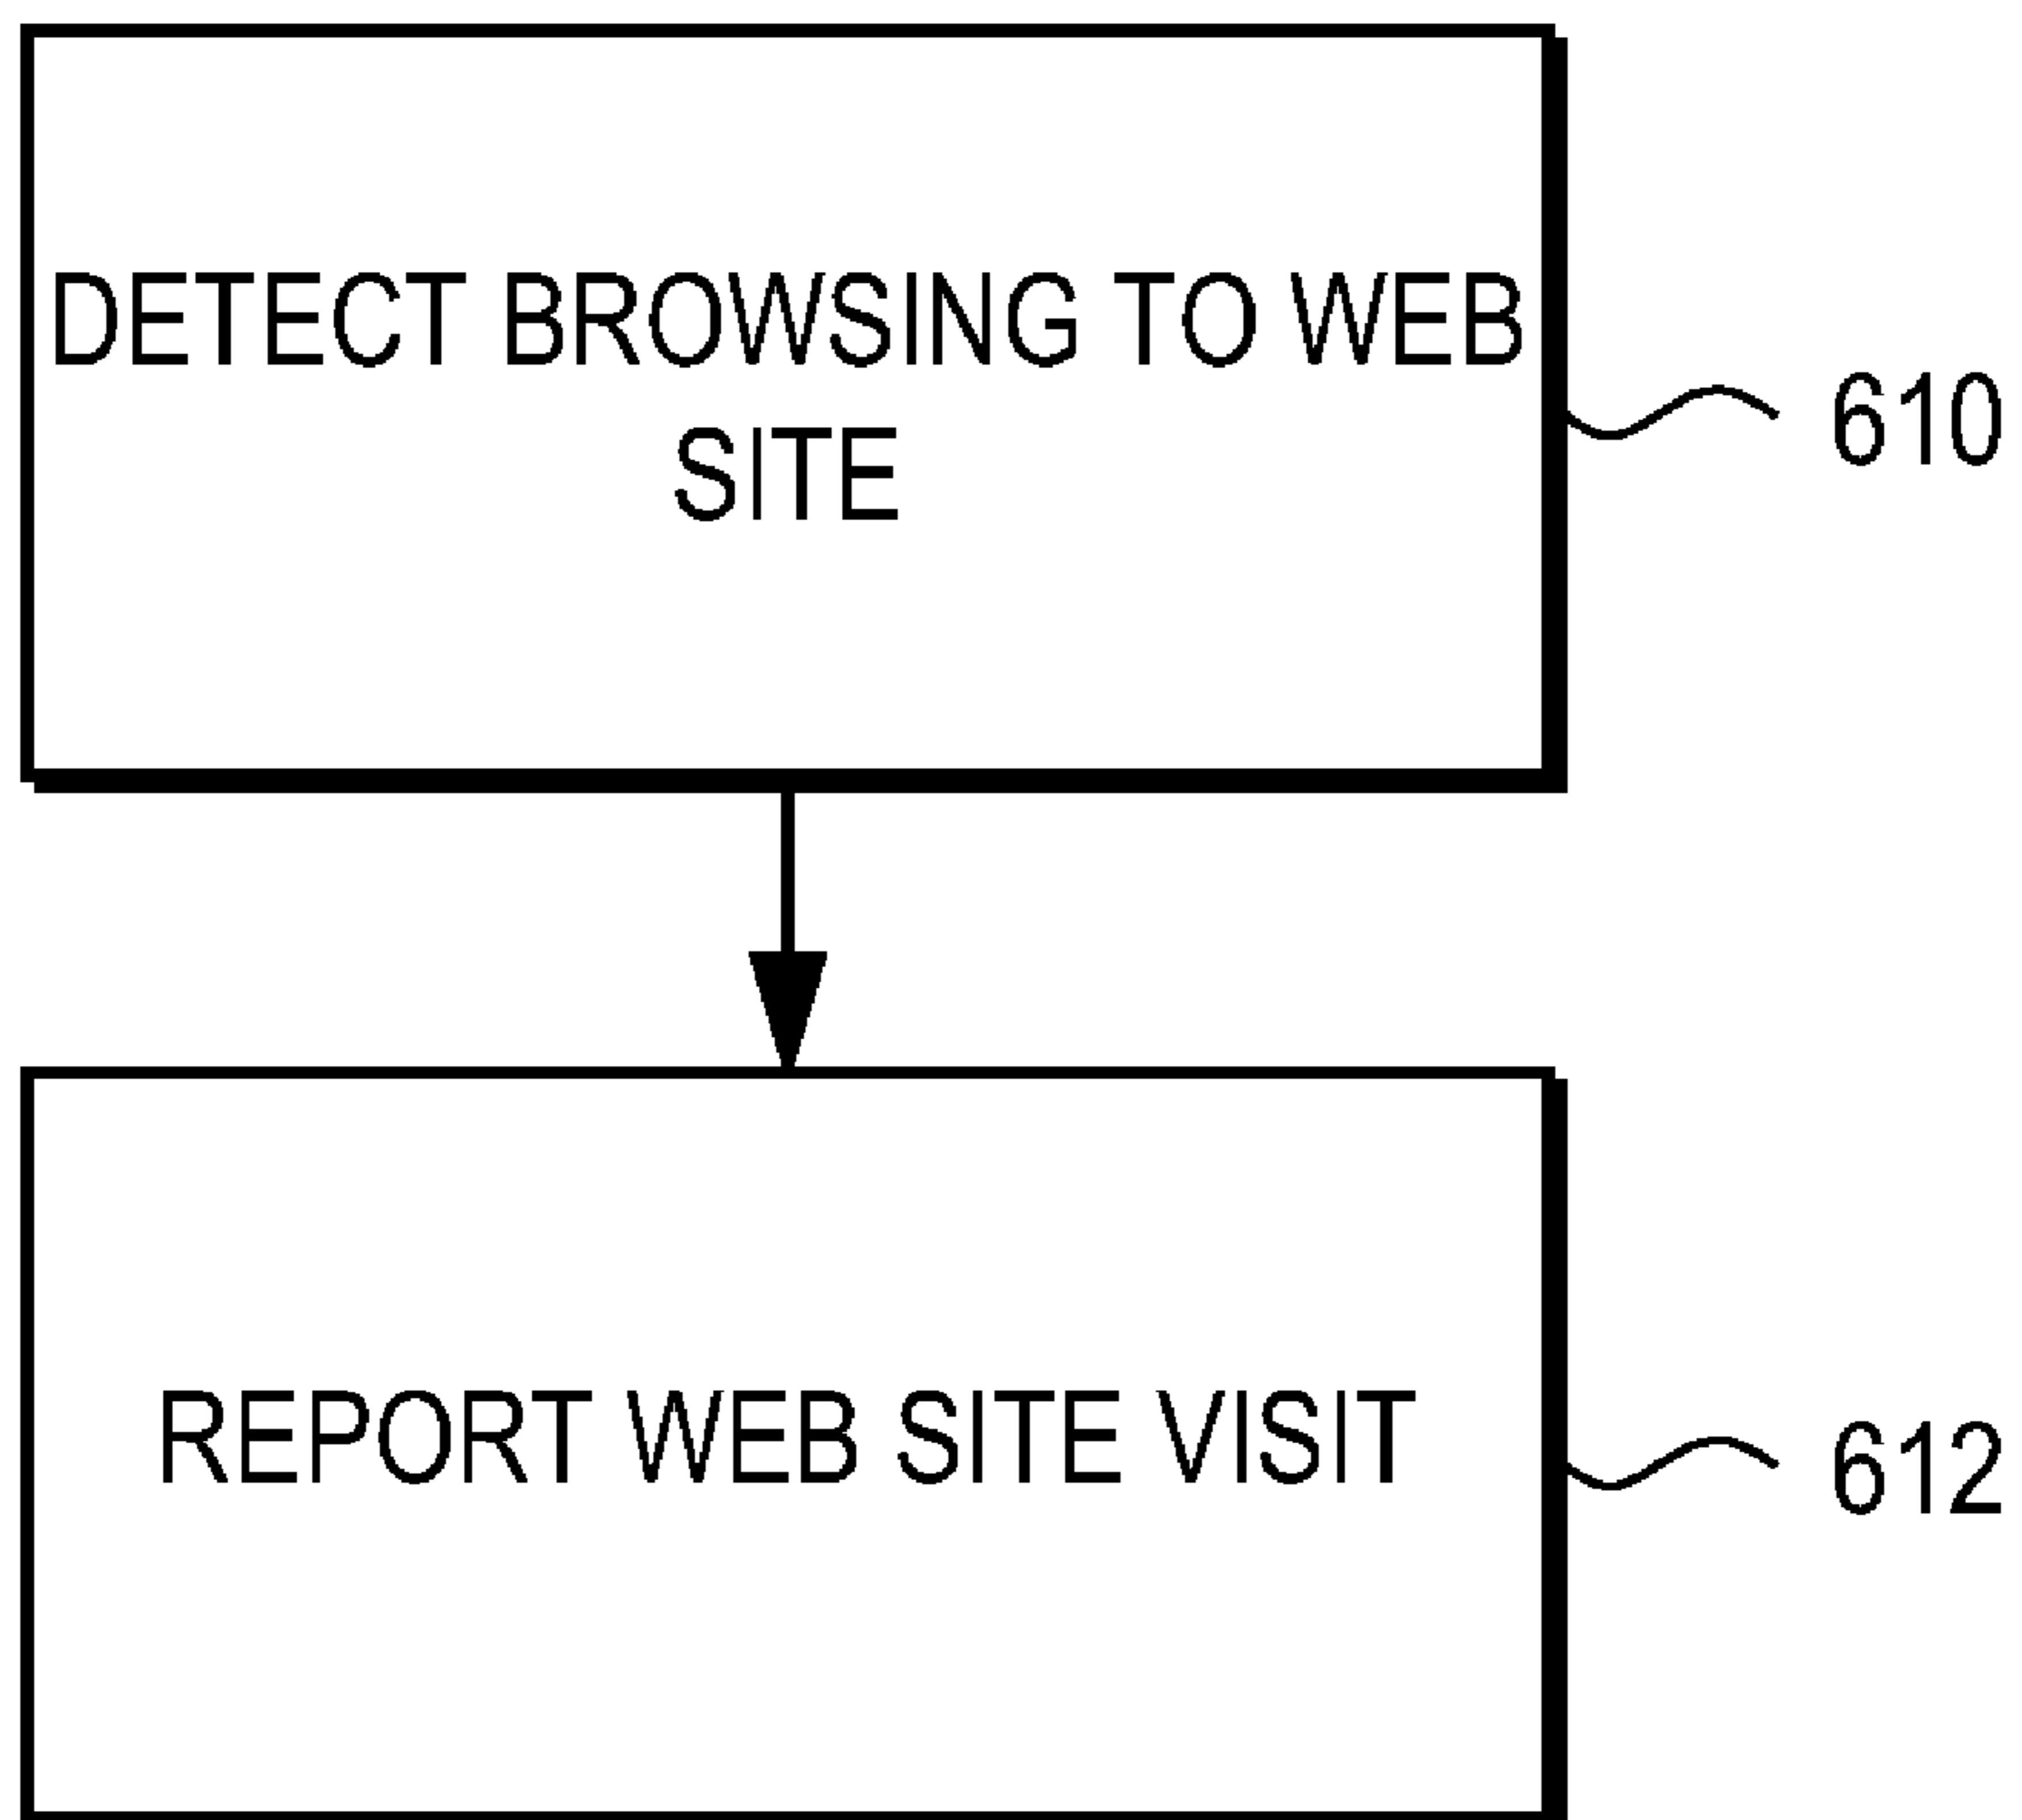 DETECT BROWSING TO WEB
SITE
610
REPORT WEB SITE VISIT
612